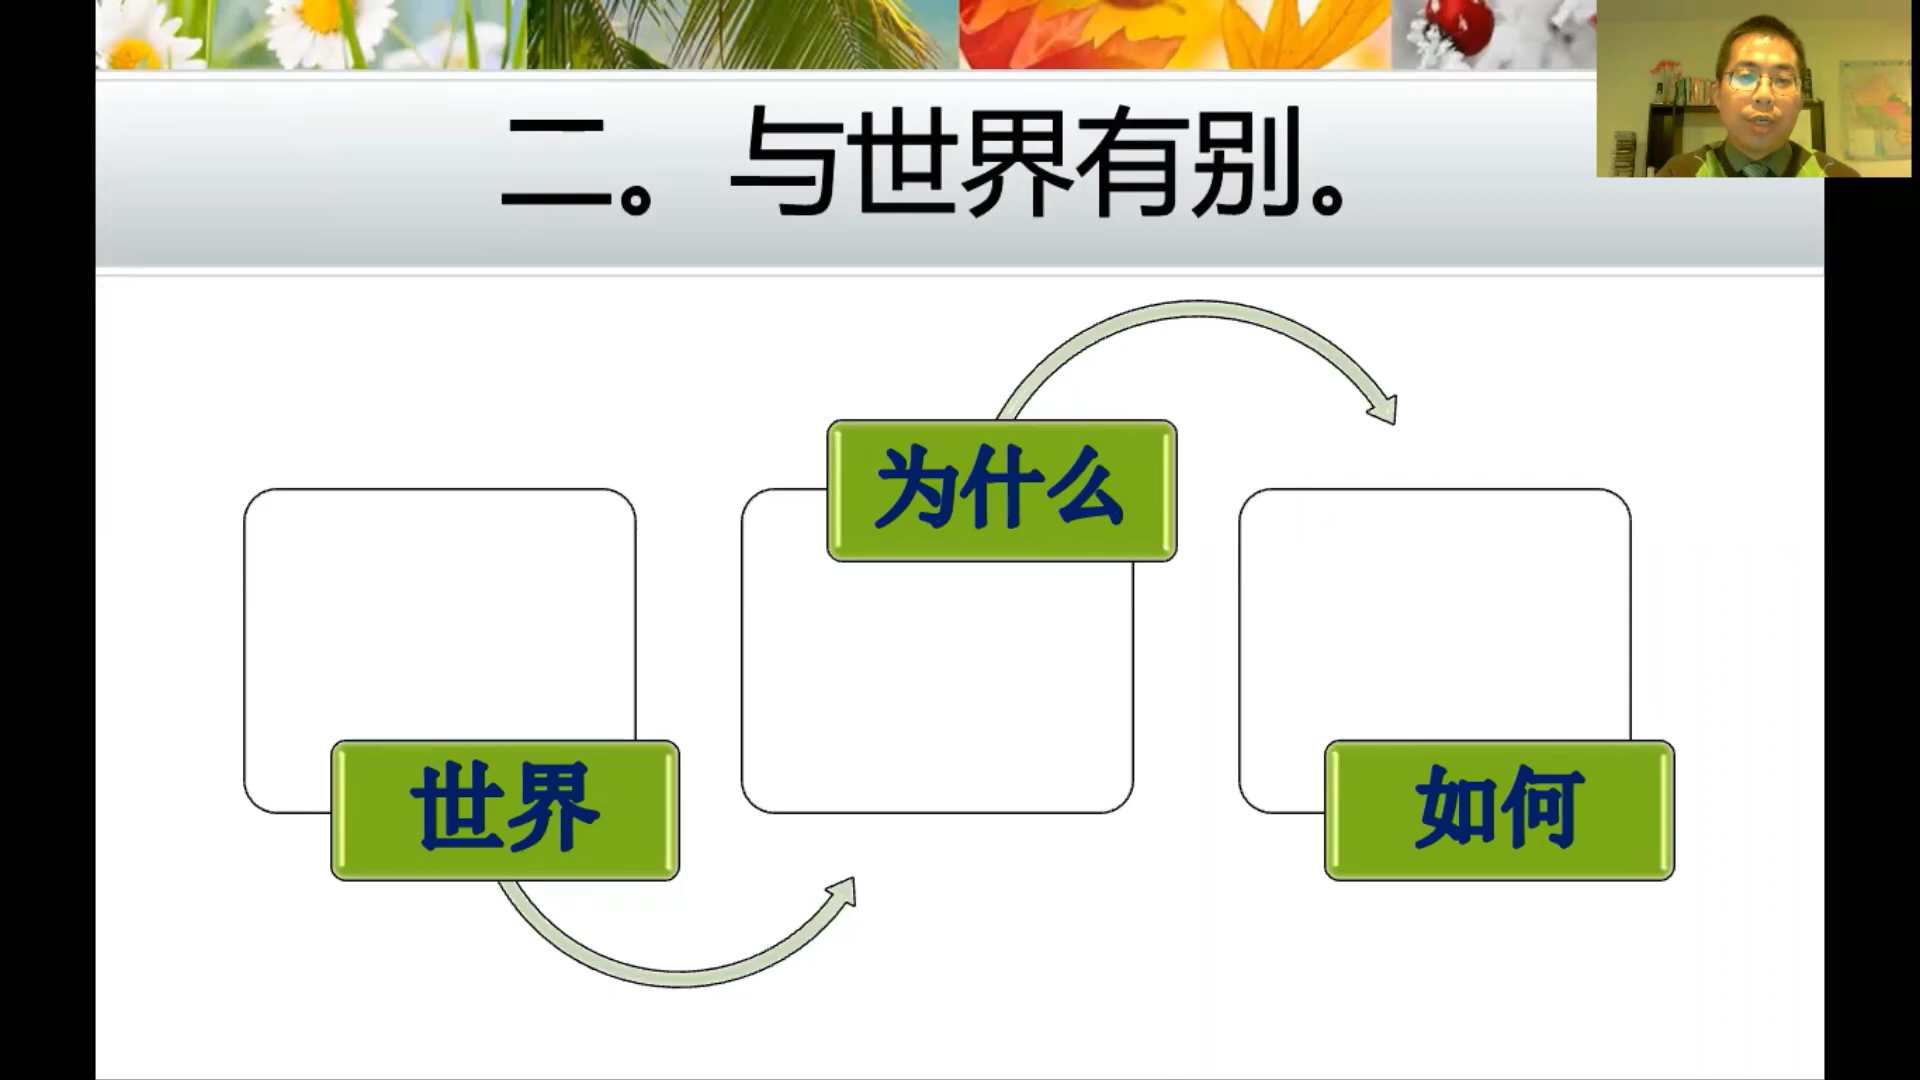 二。与世界有别。
世界
为什么
如何